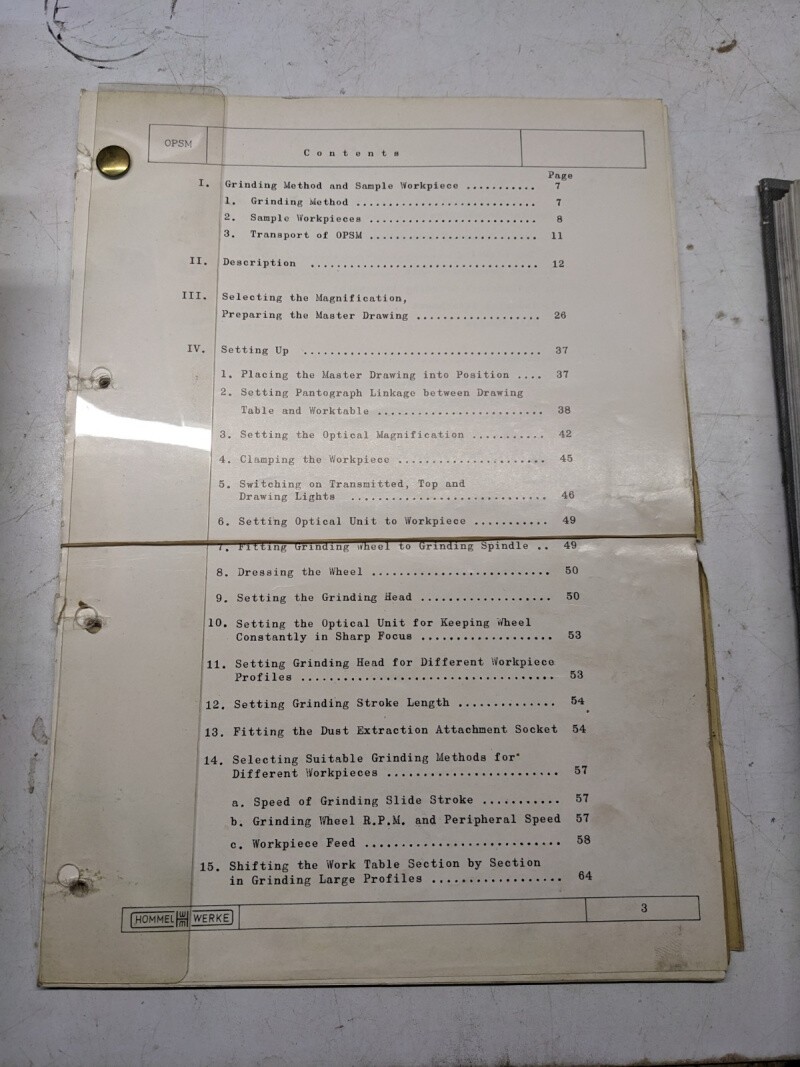 OPSM
C o n t e n t s
Page
I. Grinding Method and Sample Workpiece ........... 7
1. Grinding Method ........................... 7
2. Sample Workpieces ......................... 8
3. Transport of OPSM ......................... 11
II. Description .................................. 12
III. Selecting the Magnification,
Preparing the Master Drawing ................... 26
IV. Setting Up .................................... 37
1. Placing the Master Drawing into Position .... 37
2. Setting Pantograph Linkage between Drawing
Table and Worktable ......................... 38
3. Setting the Optical Magnification ........... 42
4. Clamping the Workpiece ...................... 45
5. Switching on Transmitted, Top and
Drawing Lights .............................. 46
6. Setting Optical Unit to Workpiece ........... 49
7. Fitting Grinding Wheel to Grinding Spindle .. 49
8. Dressing the Wheel ........................... 50
9. Setting the Grinding Head .................... 50
10. Setting the Optical Unit for Keeping Wheel
Constantly in Sharp Focus .................... 53
11. Setting Grinding Head for Different Workpiece
Profiles ...................................... 53
12. Setting Grinding Stroke Length ............... 54
13. Fitting the Dust Extraction Attachment Socket 54
14. Selecting Suitable Grinding Methods for
Different Workpieces ......................... 57
a. Speed of Grinding Slide Stroke ............ 57
b. Grinding Wheel R.P.M. and Peripheral Speed 57
c. Workpiece Feed ............................ 58
15. Shifting the Work Table Section by Section
in Grinding Large Profiles ................... 64
HOMMEL WERKE
3